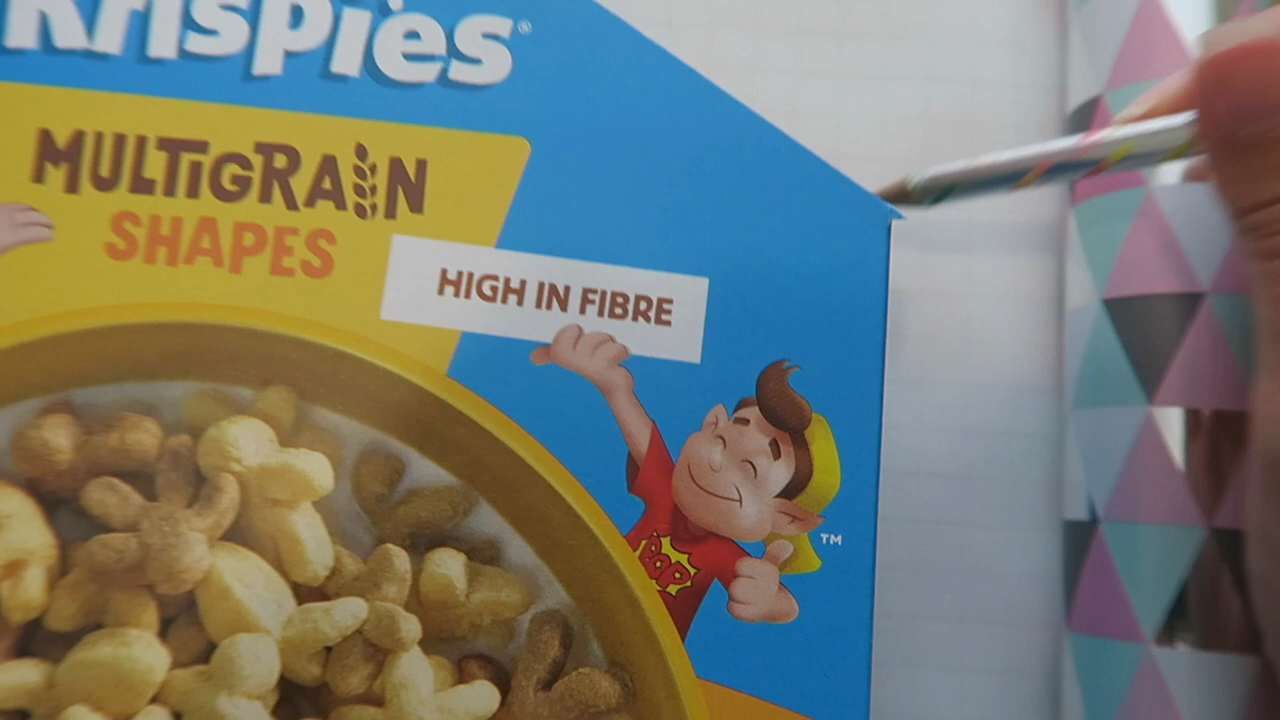 Krispies®
MULTIGRAIN
SHAPES
HIGH IN FIBRE
POP
TM